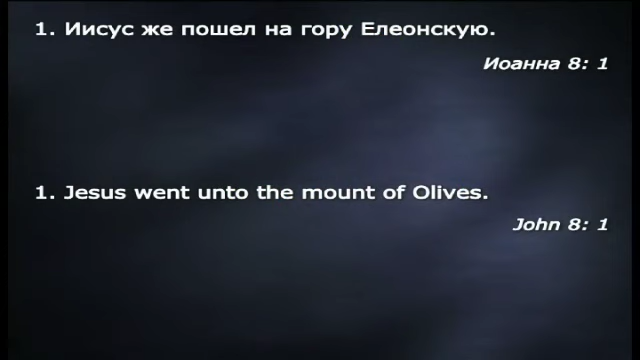 1. Иисус же пошел на гору Елеонскую.
Иоанна 8: 1
1. Jesus went unto the mount of Olives.
John 8: 1